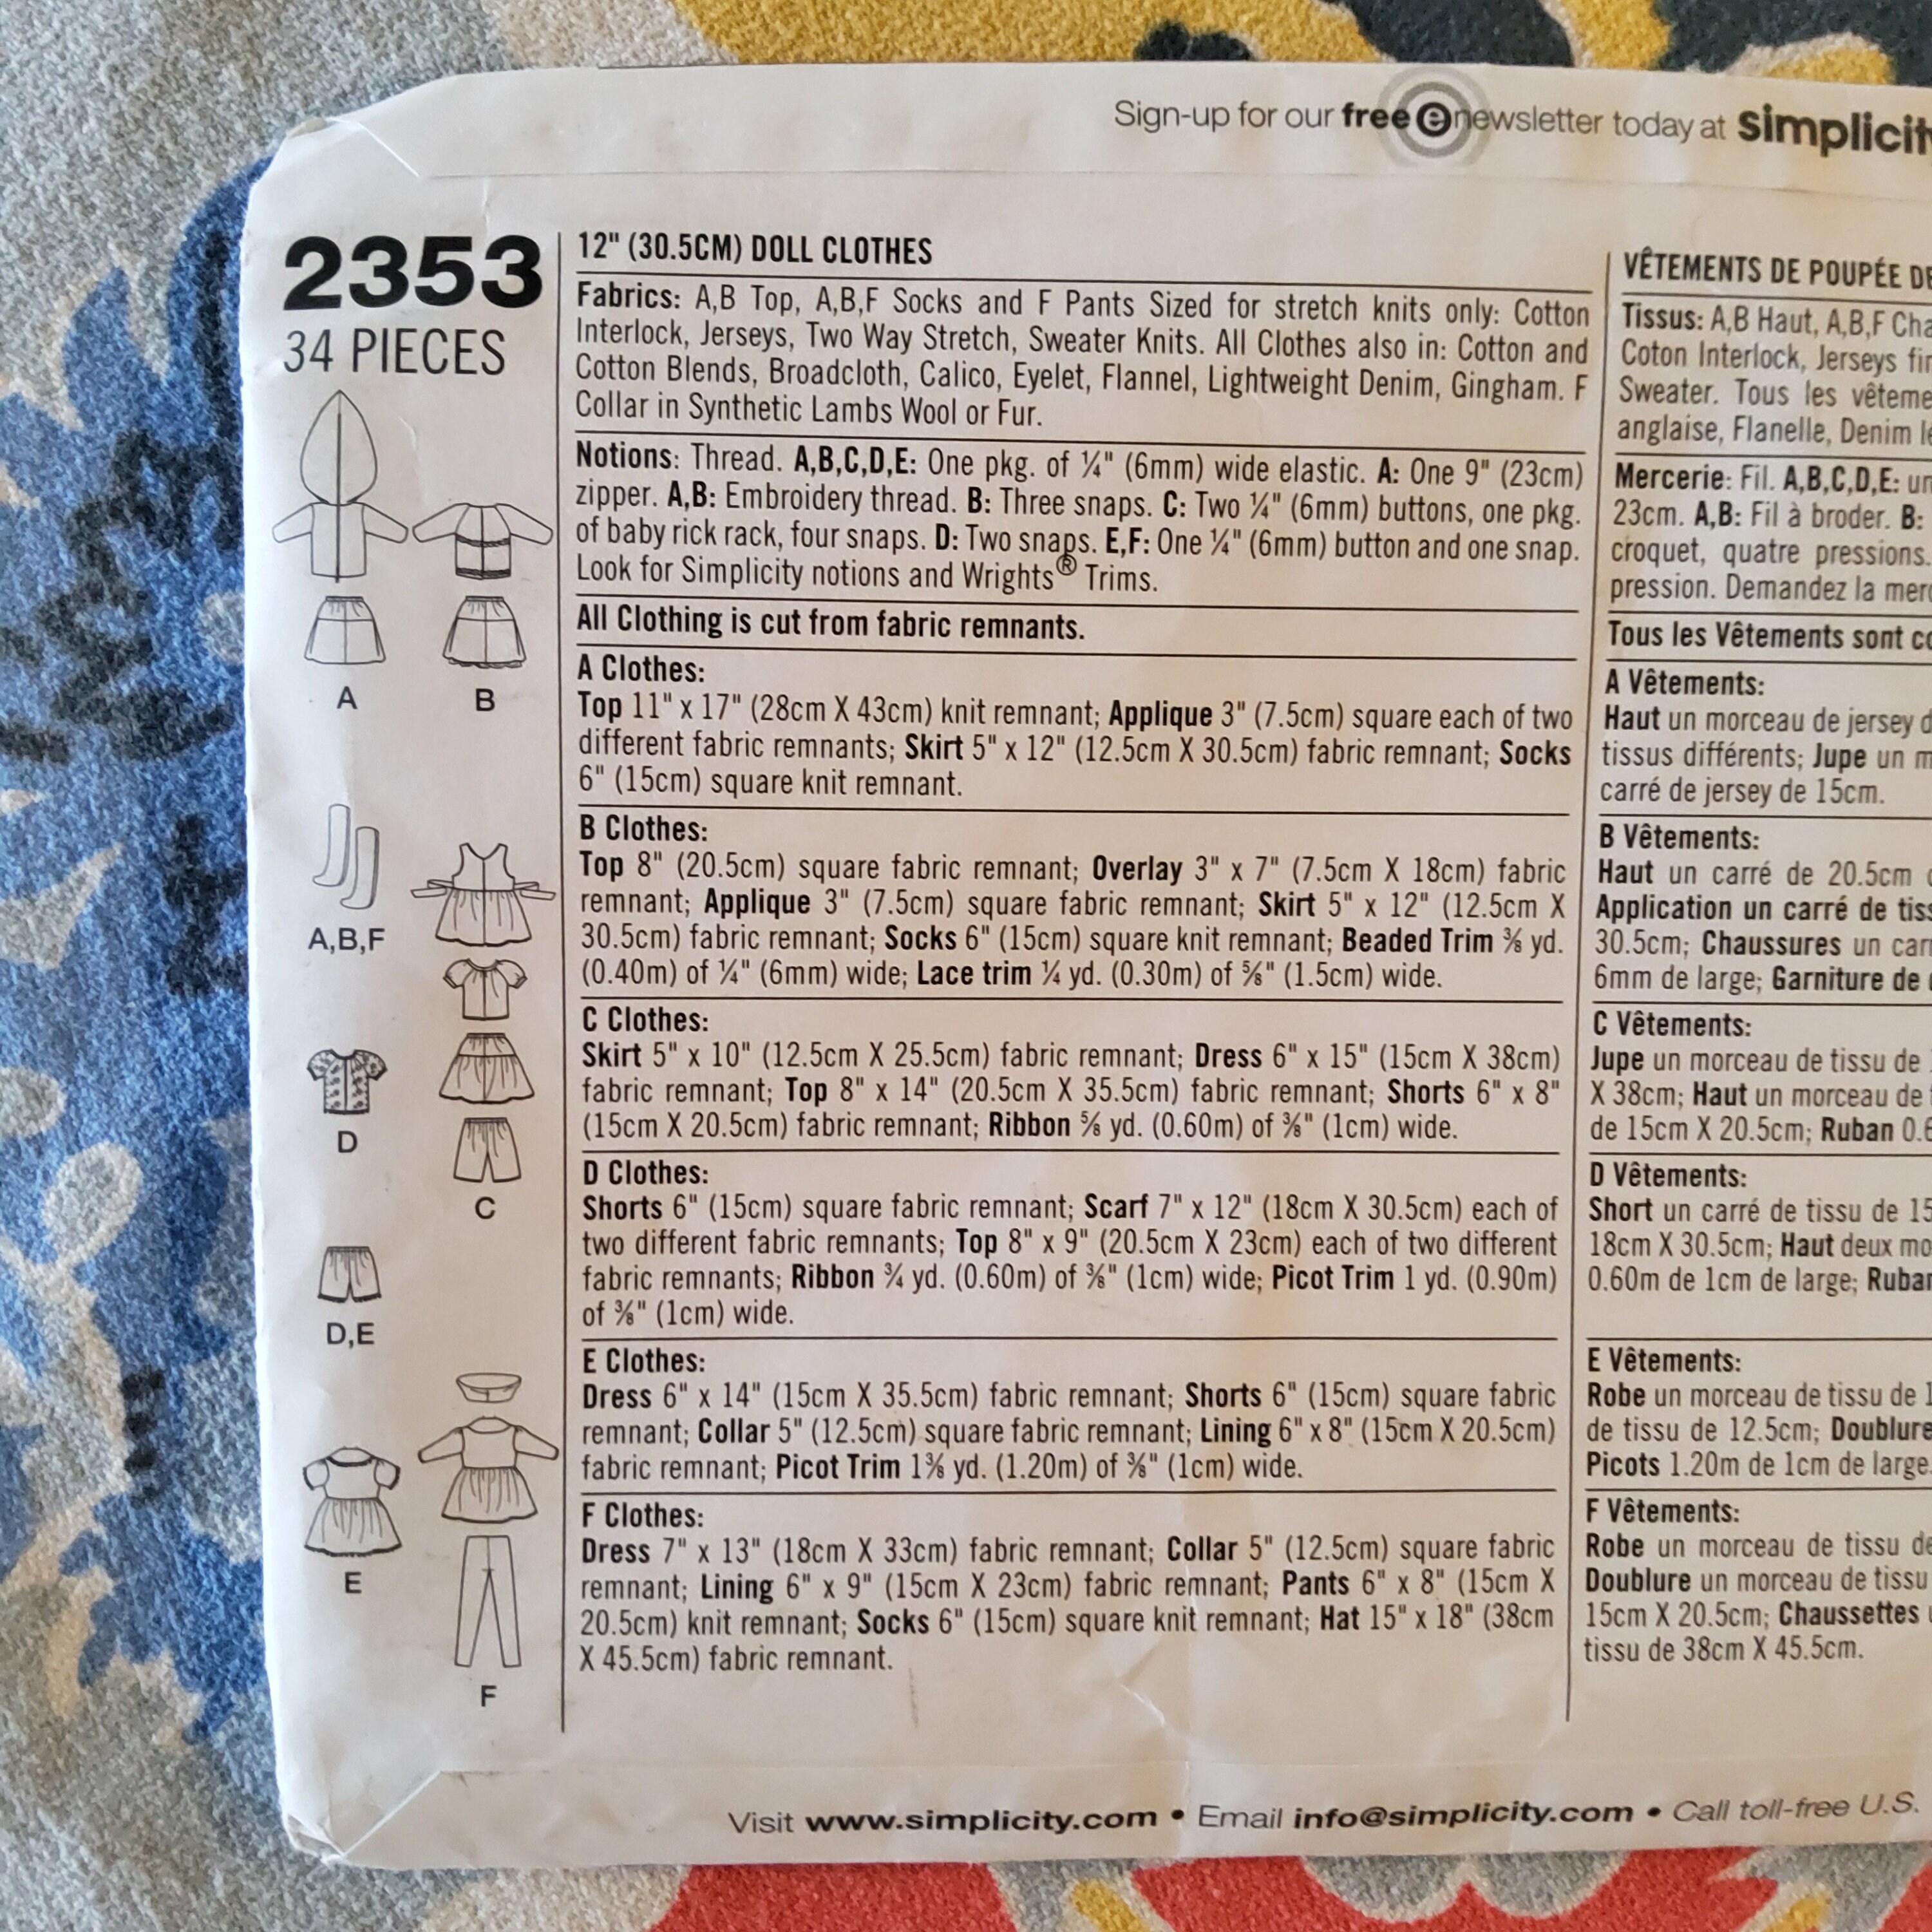 Sign-up for our free e newsletter today at simplicity
2353
34 PIECES
A
B
A,B,F
D
C
D,E
E
F
12" (30.5CM) DOLL CLOTHES
Fabrics: A,B Top, A,B,F Socks and F Pants Sized for stretch knits only: Cotton
Interlock, Jerseys, Two Way Stretch, Sweater Knits. All Clothes also in: Cotton and
Cotton Blends, Broadcloth, Calico, Eyelet, Flannel, Lightweight Denim, Gingham. F
Collar in Synthetic Lambs Wool or Fur.
Notions: Thread. A,B,C,D,E: One pkg. of ¼" (6mm) wide elastic. A: One 9" (23cm)
zipper. A,B: Embroidery thread. B: Three snaps. C: Two ¼" (6mm) buttons, one pkg.
of baby rick rack, four snaps. D: Two snaps. E,F: One ¼" (6mm) button and one snap.
Look for Simplicity notions and Wrights® Trims.
All Clothing is cut from fabric remnants.
A Clothes:
Top 11" x 17" (28cm X 43cm) knit remnant; Applique 3" (7.5cm) square each of two
different fabric remnants; Skirt 5" x 12" (12.5cm X 30.5cm) fabric remnant; Socks
6" (15cm) square knit remnant.
B Clothes:
Top 8" (20.5cm) square fabric remnant; Overlay 3" x 7" (7.5cm X 18cm) fabric
remnant; Applique 3" (7.5cm) square fabric remnant; Skirt 5" x 12" (12.5cm X
30.5cm) fabric remnant; Socks 6" (15cm) square knit remnant; Beaded Trim ⅜ yd.
(0.40m) of ¼" (6mm) wide; Lace trim ¼ yd. (0.30m) of ⅝" (1.5cm) wide.
C Clothes:
Skirt 5" x 10" (12.5cm X 25.5cm) fabric remnant; Dress 6" x 15" (15cm X 38cm)
fabric remnant; Top 8" x 14" (20.5cm X 35.5cm) fabric remnant; Shorts 6" x 8"
(15cm X 20.5cm) fabric remnant; Ribbon ⅝ yd. (0.60m) of ⅜" (1cm) wide.
D Clothes:
Shorts 6" (15cm) square fabric remnant; Scarf 7" x 12" (18cm X 30.5cm) each of
two different fabric remnants; Top 8" x 9" (20.5cm X 23cm) each of two different
fabric remnants; Ribbon ¾ yd. (0.60m) of ⅜" (1cm) wide; Picot Trim 1 yd. (0.90m)
of ⅜" (1cm) wide.
E Clothes:
Dress 6" x 14" (15cm X 35.5cm) fabric remnant; Shorts 6" (15cm) square fabric
remnant; Collar 5" (12.5cm) square fabric remnant; Lining 6" x 8" (15cm X 20.5cm)
fabric remnant; Picot Trim 1⅜ yd. (1.20m) of ⅜" (1cm) wide.
F Clothes:
Dress 7" x 13" (18cm X 33cm) fabric remnant; Collar 5" (12.5cm) square fabric
remnant; Lining 6" x 9" (15cm X 23cm) fabric remnant; Pants 6" x 8" (15cm X
20.5cm) knit remnant; Socks 6" (15cm) square knit remnant; Hat 15" x 18" (38cm
X 45.5cm) fabric remnant.
VÊTEMENTS DE POUPÉE
Tissus: A,B Haut, A,B,F
Coton Interlock, Jerseys
Sweater. Tous les
anglaise, Flanelle, Denim
Mercerie: Fil. A,B,C,D,E:
23cm. A,B: Fil à broder. B:
croquet, quatre pressions.
pression. Demandez la
Tous les Vêtements sont
A Vêtements:
Haut un morceau de jersey
tissus différents; Jupe un
carré de jersey de 15cm.
B Vêtements:
Haut un carré de 20.5cm
Application un carré de
30.5cm; Chaussures un
6mm de large; Garniture de
C Vêtements:
Jupe un morceau de tissu de
X 38cm; Haut un morceau de
de 15cm X 20.5cm; Ruban
D Vêtements:
Short un carré de tissu de
18cm X 30.5cm; Haut deux
0.60m de 1cm de large;
E Vêtements:
Robe un morceau de tissu de
de tissu de 12.5cm; Doublure
Picots 1.20m de 1cm de large.
F Vêtements:
Robe un morceau de tissu
Doublure un morceau de tissu
15cm X 20.5cm; Chaussettes
tissu de 38cm X 45.5cm.
Visit www.simplicity.com • Email info@simplicity.com • Call toll-free U.S.